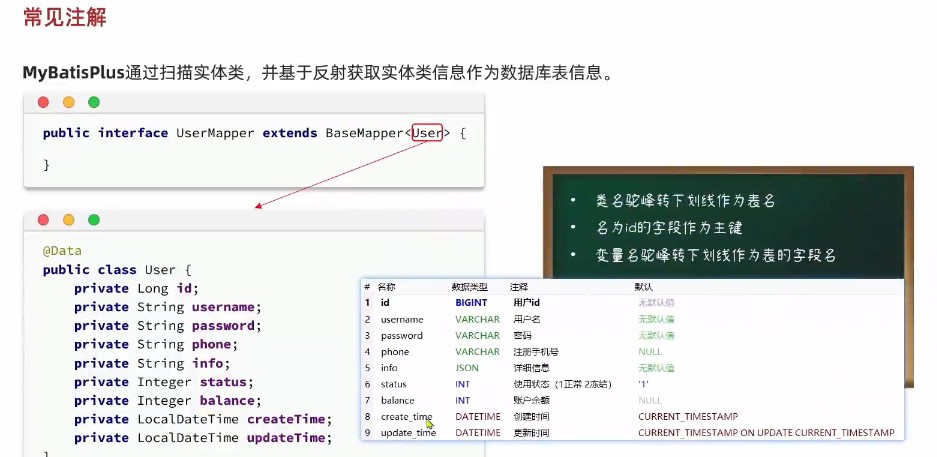 常见注解
MyBatisPlus通过扫描实体类，并基于反射获取实体类信息作为数据库表信息。
public interface UserMapper extends BaseMapper<User> {
}
@Data
public class User {
private Long id;
private String username;
private String password;
private String phone;
private String info;
private Integer status;
private Integer balance;
private LocalDateTime createTime;
private LocalDateTime updateTime;
}
• 类名驼峰转下划线作为表名
• 名为id的字段作为主键
• 变量名驼峰转下划线作为表的字段名
# 名称 数据类型 注释 默认
1 id BIGINT 用户id 无默认值
2 username VARCHAR 用户名 无默认值
3 password VARCHAR 密码 无默认值
4 phone VARCHAR 注册手机号 NULL
5 info JSON 详细信息 无默认值
6 status INT 使用状态（1正常 2冻结） '1'
7 balance INT 账户余额 NULL
8 create_time DATETIME 创建时间 CURRENT_TIMESTAMP
9 update_time DATETIME 更新时间 CURRENT_TIMESTAMP ON UPDATE CURRENT_TIMESTAMP